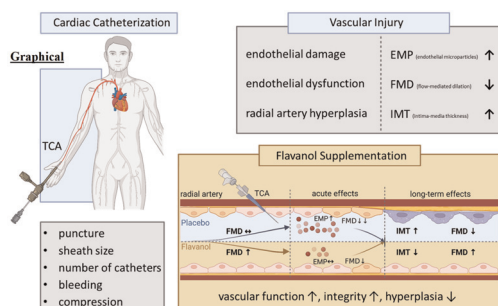 Cardiac Catheterization
Graphical
TCA
• puncture
• sheath size
• number of catheters
• bleeding
• compression
Vascular Injury
endothelial damage
EMP (endothelial microparticles) ↑
endothelial dysfunction
FMD (flow-mediated dilation) ↓
radial artery hyperplasia
IMT (intima-media thickness) ↑
Flavanol Supplementation
radial artery TCA acute effects long-term effects
Placebo
FMD ↔
EMP↑ FMD↓↓
IMT ↑ FMD ↓
Flavanol
FMD ↑
EMP↔ FMD↓
IMT ↓ FMD ↑
vascular function ↑, integrity ↑, hyperplasia ↓